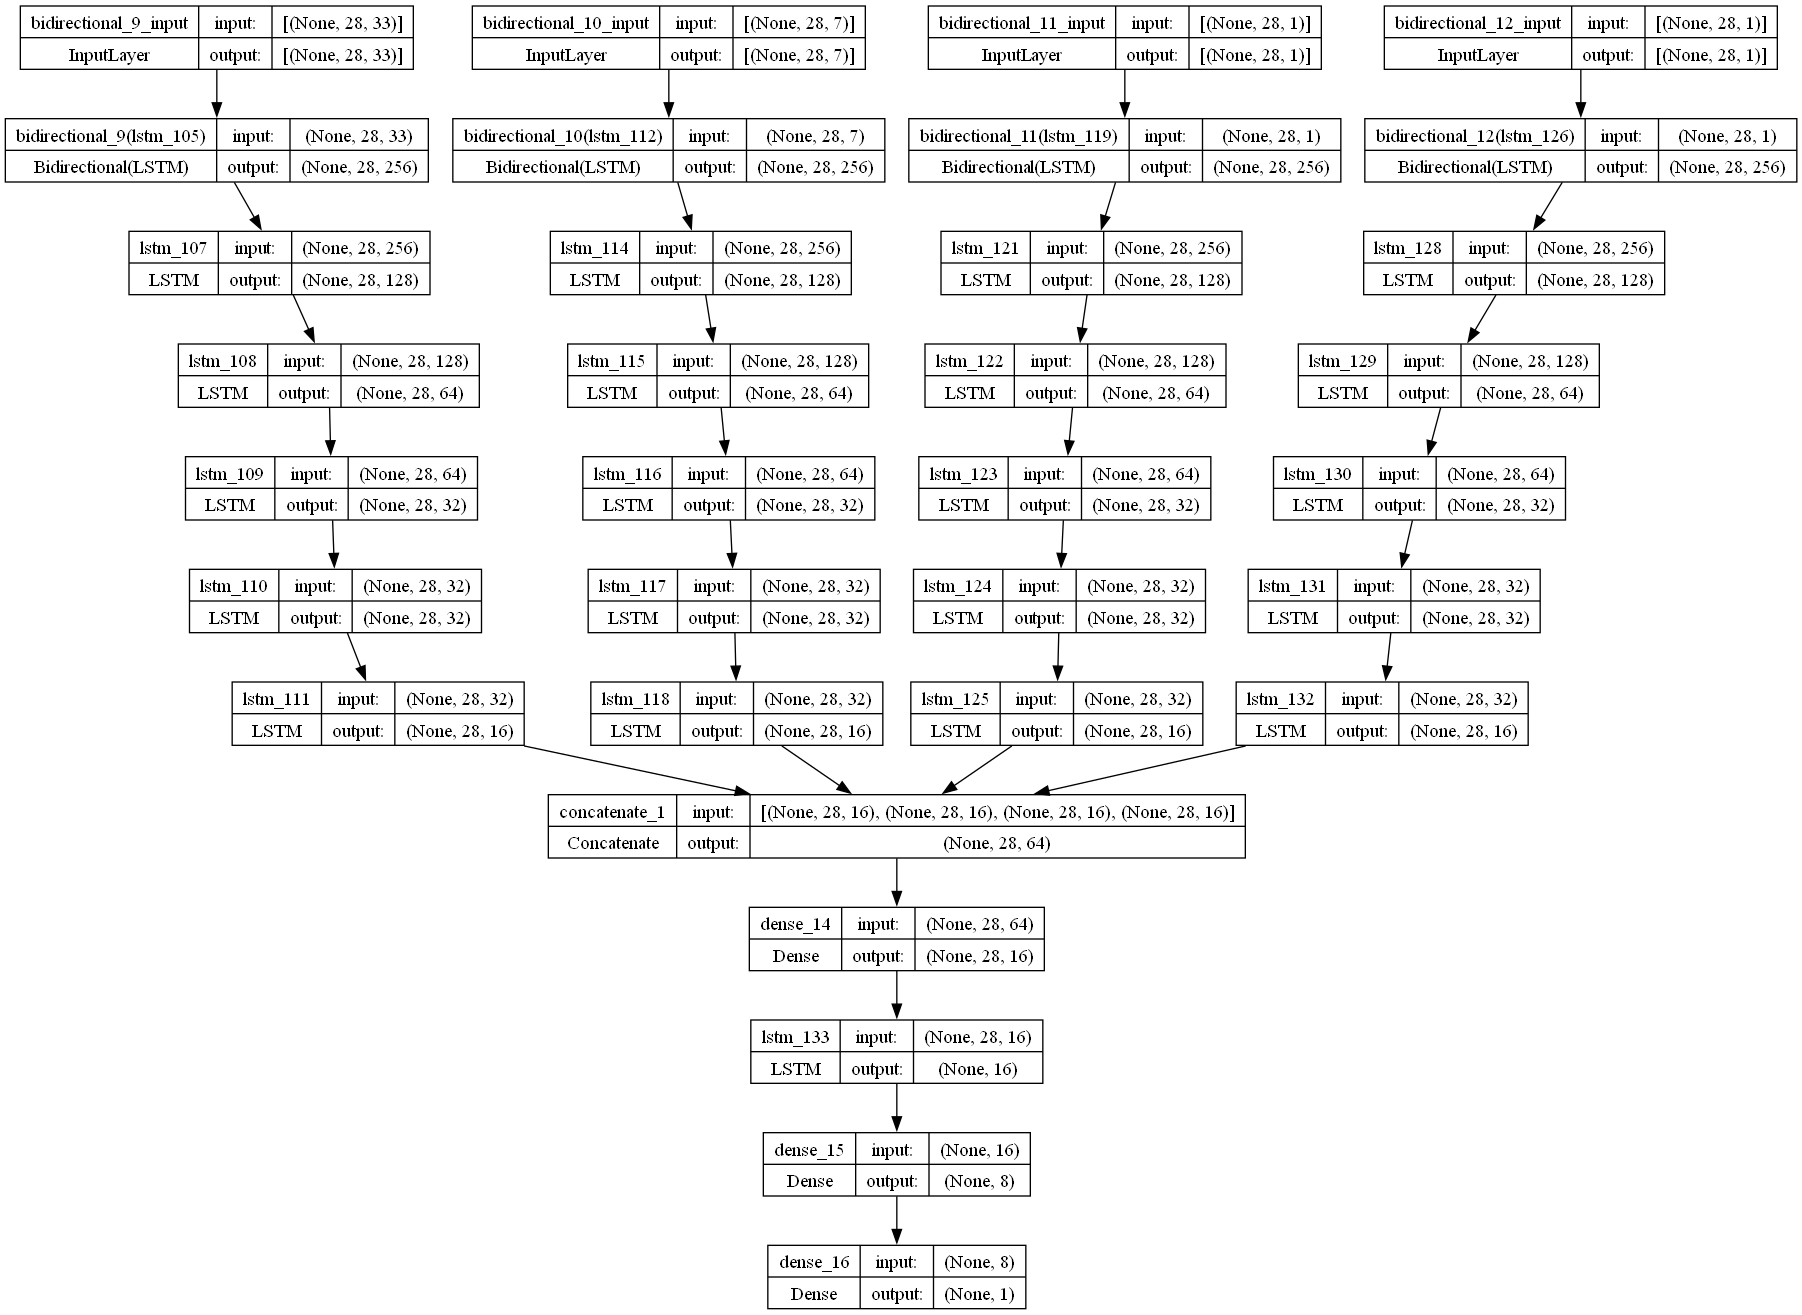 bidirectional_9_input input: [(None, 28, 33)]
InputLayer output: [(None, 28, 33)]
bidirectional_10_input input: [(None, 28, 7)]
InputLayer output: [(None, 28, 7)]
bidirectional_11_input input: [(None, 28, 1)]
InputLayer output: [(None, 28, 1)]
bidirectional_12_input input: [(None, 28, 1)]
InputLayer output: [(None, 28, 1)]
bidirectional_9(lstm_105) input: (None, 28, 33)
Bidirectional(LSTM) output: (None, 28, 256)
bidirectional_10(lstm_112) input: (None, 28, 7)
Bidirectional(LSTM) output: (None, 28, 256)
bidirectional_11(lstm_119) input: (None, 28, 1)
Bidirectional(LSTM) output: (None, 28, 256)
bidirectional_12(lstm_126) input: (None, 28, 1)
Bidirectional(LSTM) output: (None, 28, 256)
lstm_107 input: (None, 28, 256)
LSTM output: (None, 28, 128)
lstm_114 input: (None, 28, 256)
LSTM output: (None, 28, 128)
lstm_121 input: (None, 28, 256)
LSTM output: (None, 28, 128)
lstm_128 input: (None, 28, 256)
LSTM output: (None, 28, 128)
lstm_108 input: (None, 28, 128)
LSTM output: (None, 28, 64)
lstm_115 input: (None, 28, 128)
LSTM output: (None, 28, 64)
lstm_122 input: (None, 28, 128)
LSTM output: (None, 28, 64)
lstm_129 input: (None, 28, 128)
LSTM output: (None, 28, 64)
lstm_109 input: (None, 28, 64)
LSTM output: (None, 28, 32)
lstm_116 input: (None, 28, 64)
LSTM output: (None, 28, 32)
lstm_123 input: (None, 28, 64)
LSTM output: (None, 28, 32)
lstm_130 input: (None, 28, 64)
LSTM output: (None, 28, 32)
lstm_110 input: (None, 28, 32)
LSTM output: (None, 28, 32)
lstm_117 input: (None, 28, 32)
LSTM output: (None, 28, 32)
lstm_124 input: (None, 28, 32)
LSTM output: (None, 28, 32)
lstm_131 input: (None, 28, 32)
LSTM output: (None, 28, 32)
lstm_111 input: (None, 28, 32)
LSTM output: (None, 28, 16)
lstm_118 input: (None, 28, 32)
LSTM output: (None, 28, 16)
lstm_125 input: (None, 28, 32)
LSTM output: (None, 28, 16)
lstm_132 input: (None, 28, 32)
LSTM output: (None, 28, 16)
concatenate_1 input: [(None, 28, 16), (None, 28, 16), (None, 28, 16), (None, 28, 16)]
Concatenate output: (None, 28, 64)
dense_14 input: (None, 28, 64)
Dense output: (None, 28, 16)
lstm_133 input: (None, 28, 16)
LSTM output: (None, 16)
dense_15 input: (None, 16)
Dense output: (None, 8)
dense_16 input: (None, 8)
Dense output: (None, 1)